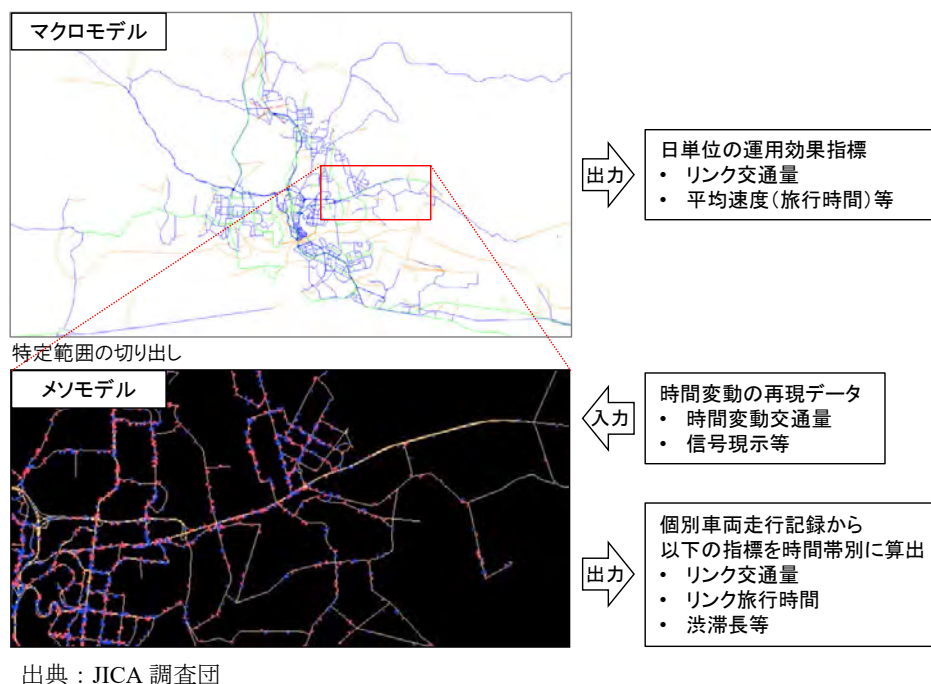 マクロモデル
出力
日単位の運用効果指標
• リンク交通量
• 平均速度(旅行時間)等
特定範囲の切り出し
メソモデル
入力
時間変動の再現データ
• 時間変動交通量
• 信号現示等
出力
個別車両走行記録から
以下の指標を時間帯別に算出
• リンク交通量
• リンク旅行時間
• 渋滞長等
出典：JICA 調査団